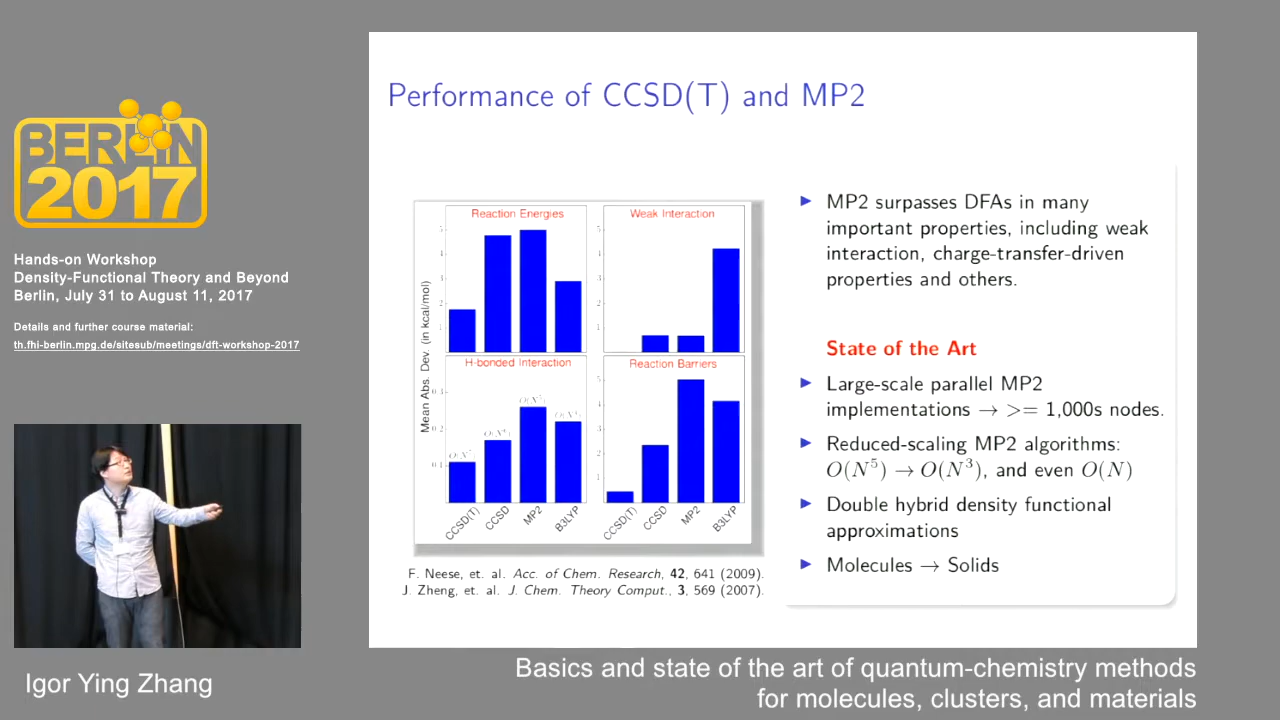 BERLIN
2017
Hands-on Workshop
Density-Functional Theory and Beyond
Berlin, July 31 to August 11, 2017
Details and further course material:
th.fhi-berlin.mpg.de/sitesub/meetings/dft-workshop-2017
Igor Ying Zhang
Performance of CCSD(T) and MP2
Mean Abs. Dev. (in kcal/mol)
Reaction Energies
Weak Interaction
H-bonded Interaction
Reaction Barriers
O(N⁵)
CCSD(T) CCSD MP2 B3LYP
CCSD(T) CCSD MP2 B3LYP
F. Neese, et. al. Acc. of Chem. Research, 42, 641 (2009).
J. Zheng, et. al. J. Chem. Theory Comput., 3, 569 (2007).
▶ MP2 surpasses DFAs in many
important properties, including weak
interaction, charge-transfer-driven
properties and others.
State of the Art
▶ Large-scale parallel MP2
implementations → >= 1,000s nodes.
▶ Reduced-scaling MP2 algorithms:
O(N⁵) → O(N³), and even O(N)
▶ Double hybrid density functional
approximations
▶ Molecules → Solids
Basics and state of the art of quantum-chemistry methods
for molecules, clusters, and materials